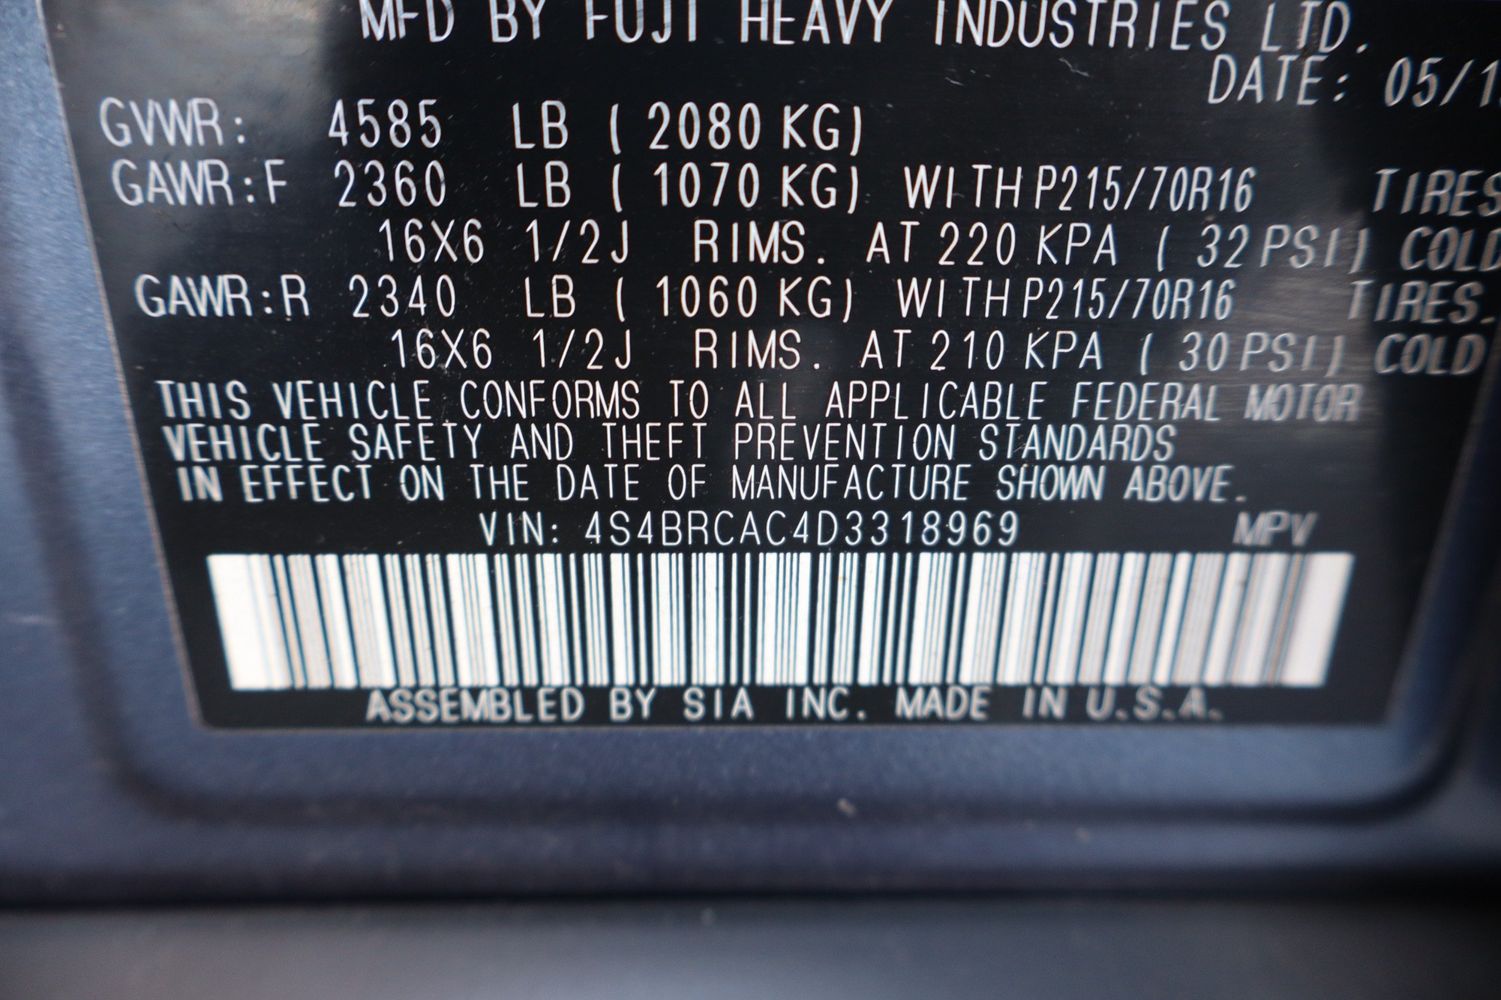 MFD BY FUJI HEAVY INDUSTRIES LTD.
DATE: 05/1
GVWR: 4585 LB ( 2080 KG)
GAWR:F 2360 LB ( 1070 KG) WITH P215/70R16 TIRES
16X6 1/2J RIMS. AT 220 KPA ( 32 PSI) COLD
GAWR:R 2340 LB ( 1060 KG) WITH P215/70R16 TIRES.
16X6 1/2J RIMS. AT 210 KPA ( 30 PSI) COLD
THIS VEHICLE CONFORMS TO ALL APPLICABLE FEDERAL MOTOR
VEHICLE SAFETY AND THEFT PREVENTION STANDARDS
IN EFFECT ON THE DATE OF MANUFACTURE SHOWN ABOVE.
VIN: 4S4BRCAC4D3318969 MPV
ASSEMBLED BY SIA INC. MADE IN U.S.A.